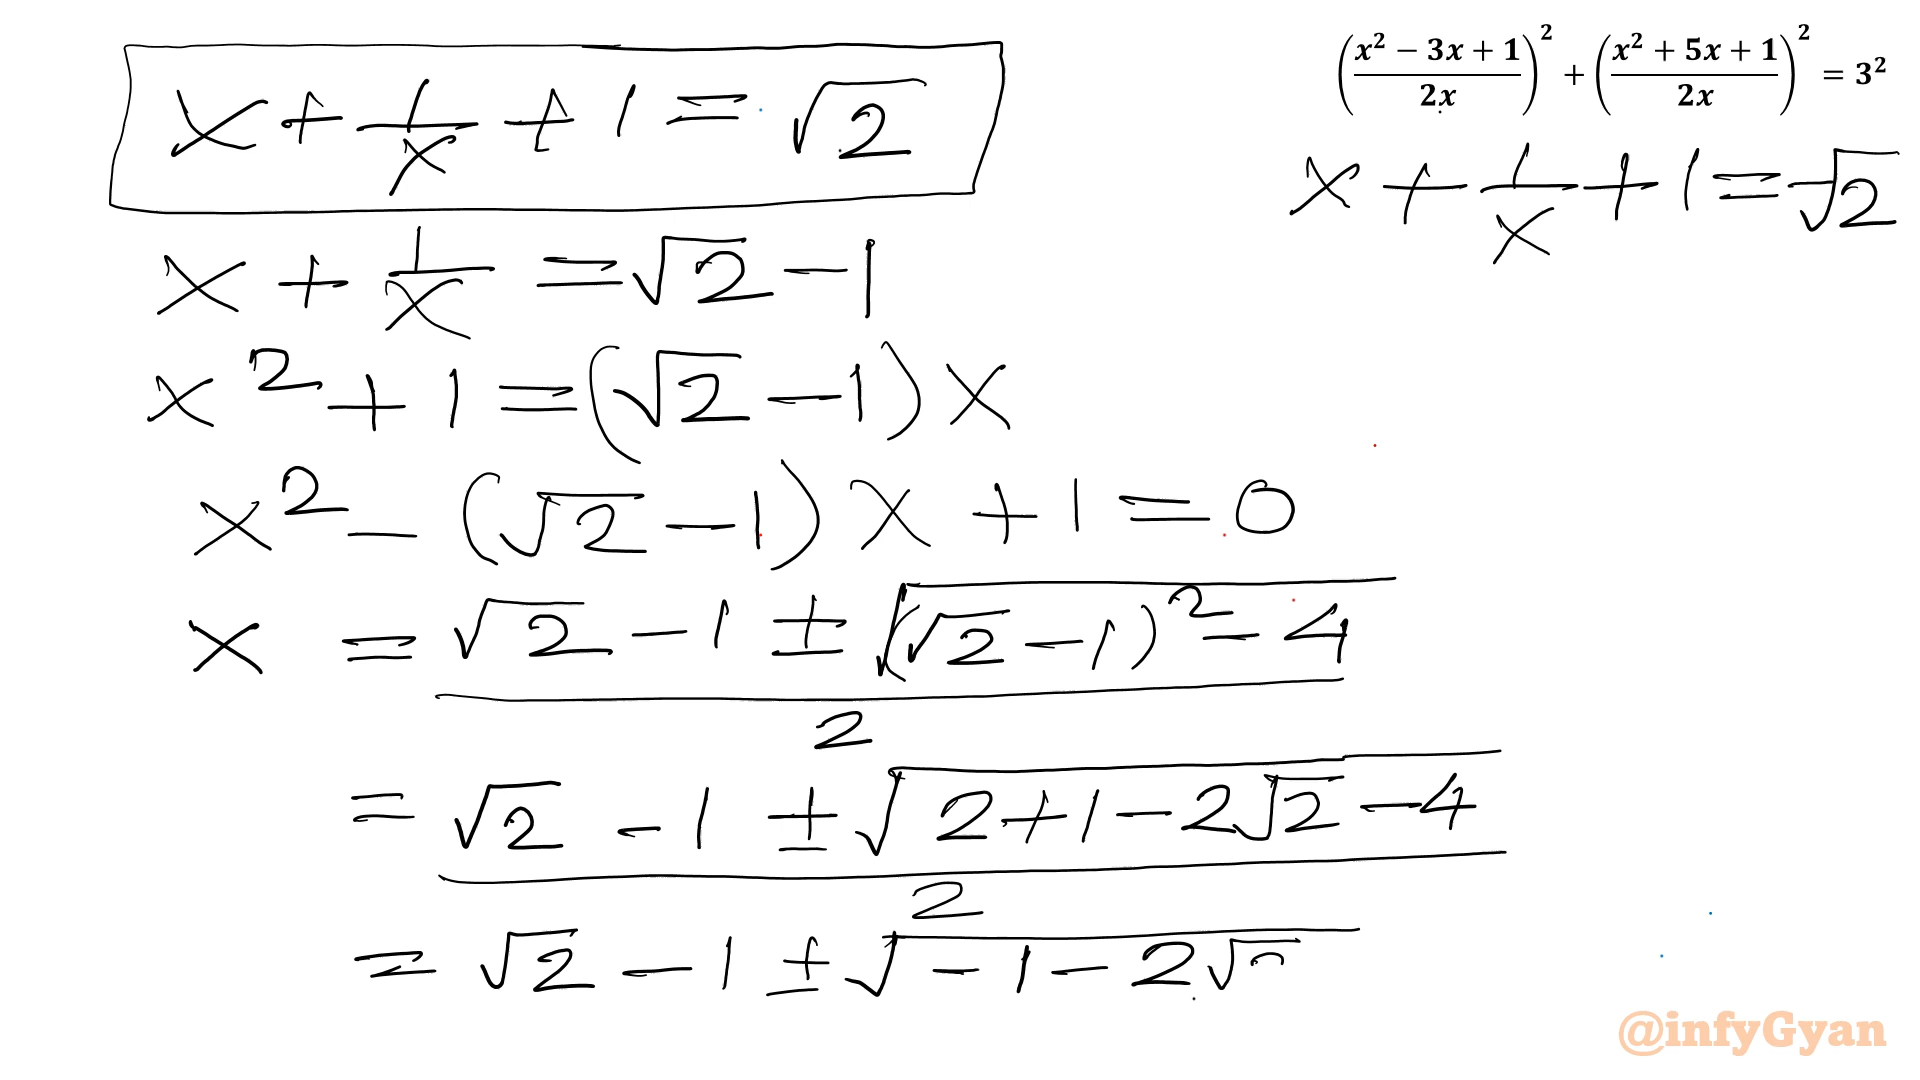 x + 1/x + 1 = √2
((x² − 3x + 1)/2x)² + ((x² + 5x + 1)/2x)² = 3²
x + 1/x + 1 = √2
x + 1/x = √2 − 1
x² + 1 = (√2 − 1)x
x² − (√2 − 1)x + 1 = 0
x = (√2 − 1 ± √((√2 − 1)² − 4))/2
= (√2 − 1 ± √(2 + 1 − 2√2 − 4))/2
= √2 − 1 ± √(−1 − 2√
@infyGyan